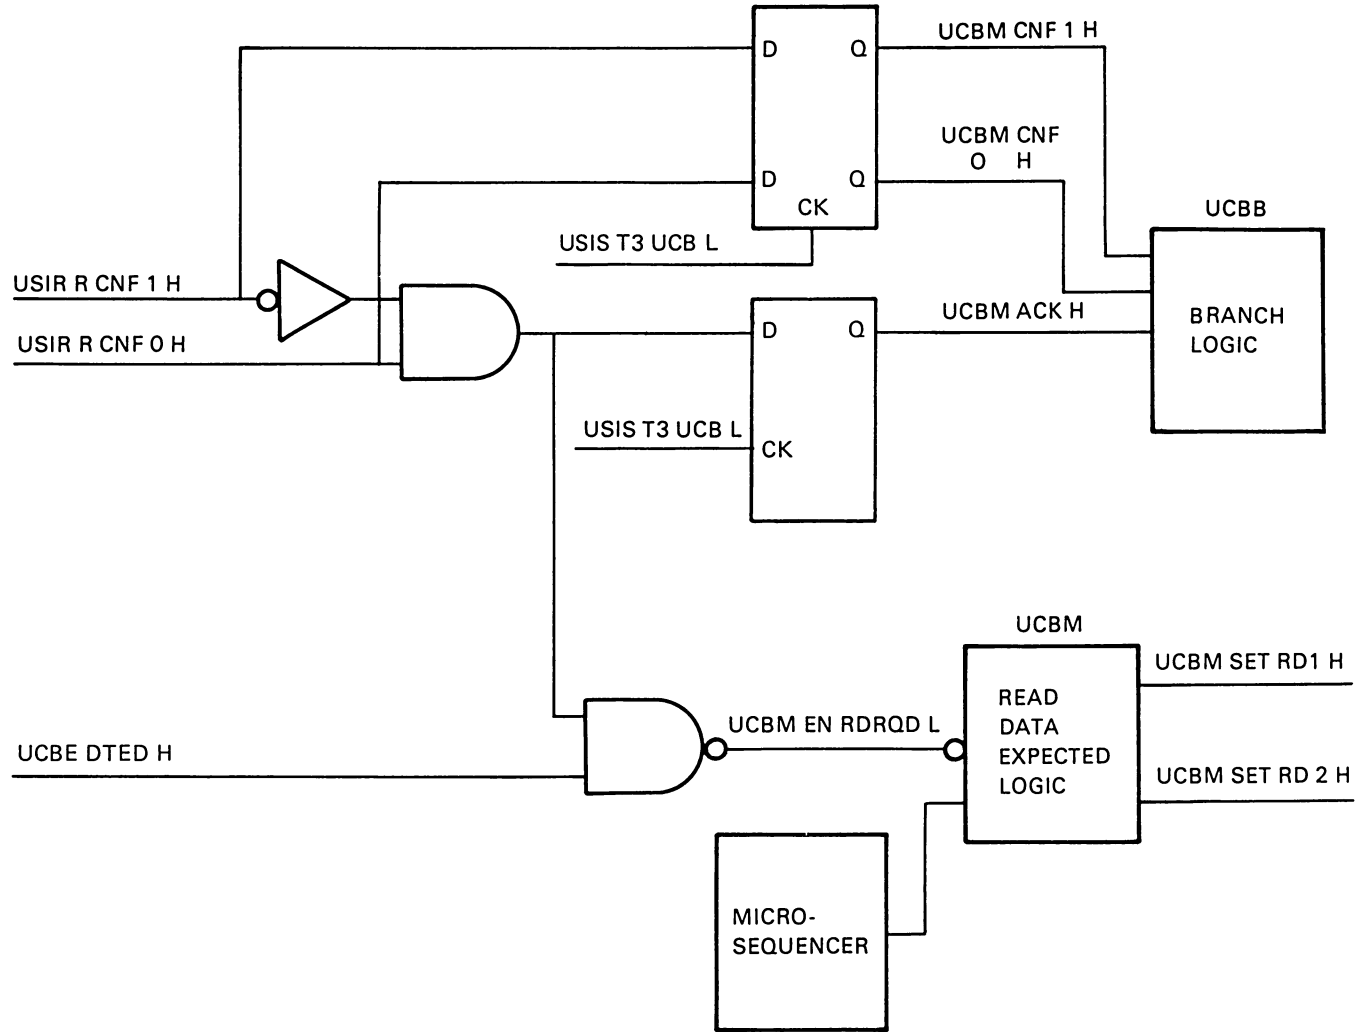 UCBM CNF 1 H
D Q
UCBM CNF
O H
D Q
CK
UCBB
USIS T3 UCB L
USIR R CNF 1 H
UCBM ACK H
BRANCH
LOGIC
USIR R CNF O H
D Q
USIS T3 UCB L
CK
UCBM
UCBM SET RD1 H
READ
DATA
EXPECTED
LOGIC
UCBM EN RDRQD L
UCBE DTED H
UCBM SET RD 2 H
MICRO-
SEQUENCER